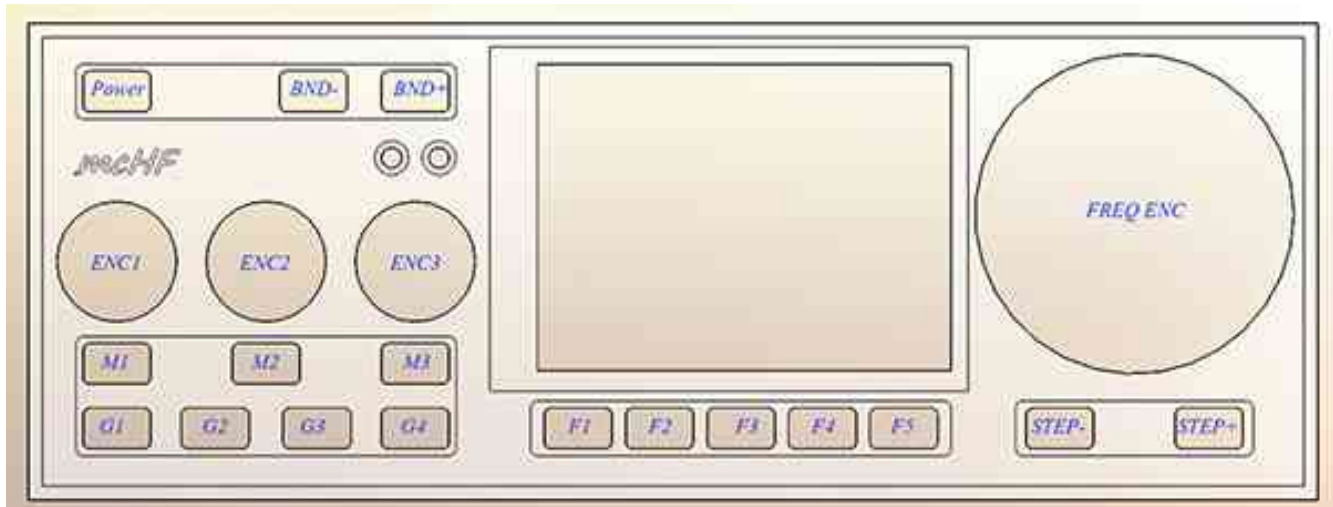 Power BND- BND+
mcHF
FREQ ENC
ENC1 ENC2 ENC3
M1 M2 M3
G1 G2 G3 G4
F1 F2 F3 F4 F5
STEP- STEP+